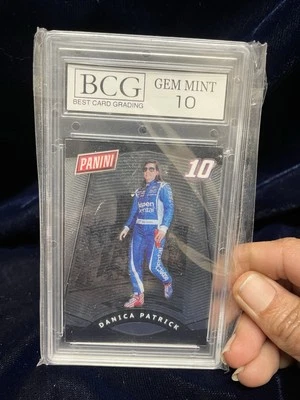 BCG
BEST CARD GRADING
GEM MINT
10
PANINI
10
DANICA PATRICK